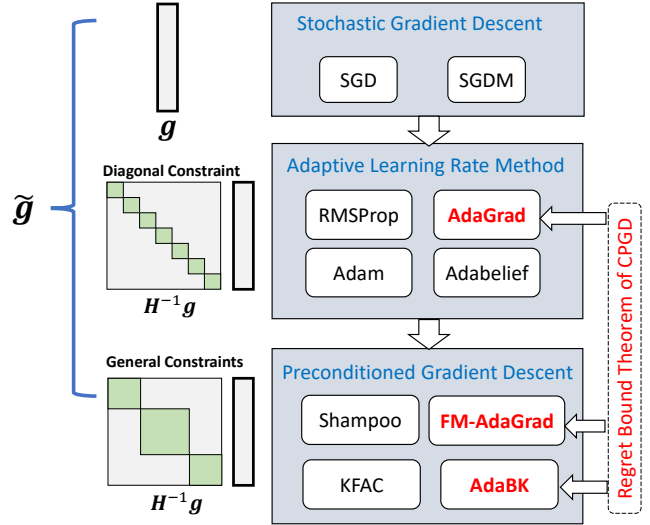 Stochastic Gradient Descent
SGD
SGDM
g
Diagonal Constraint
Adaptive Learning Rate Method
g̃
RMSProp
AdaGrad
Adam
Adabelief
H⁻¹g
General Constraints
Preconditioned Gradient Descent
Shampoo
FM-AdaGrad
KFAC
AdaBK
H⁻¹g
Regret Bound Theorem of CPGD